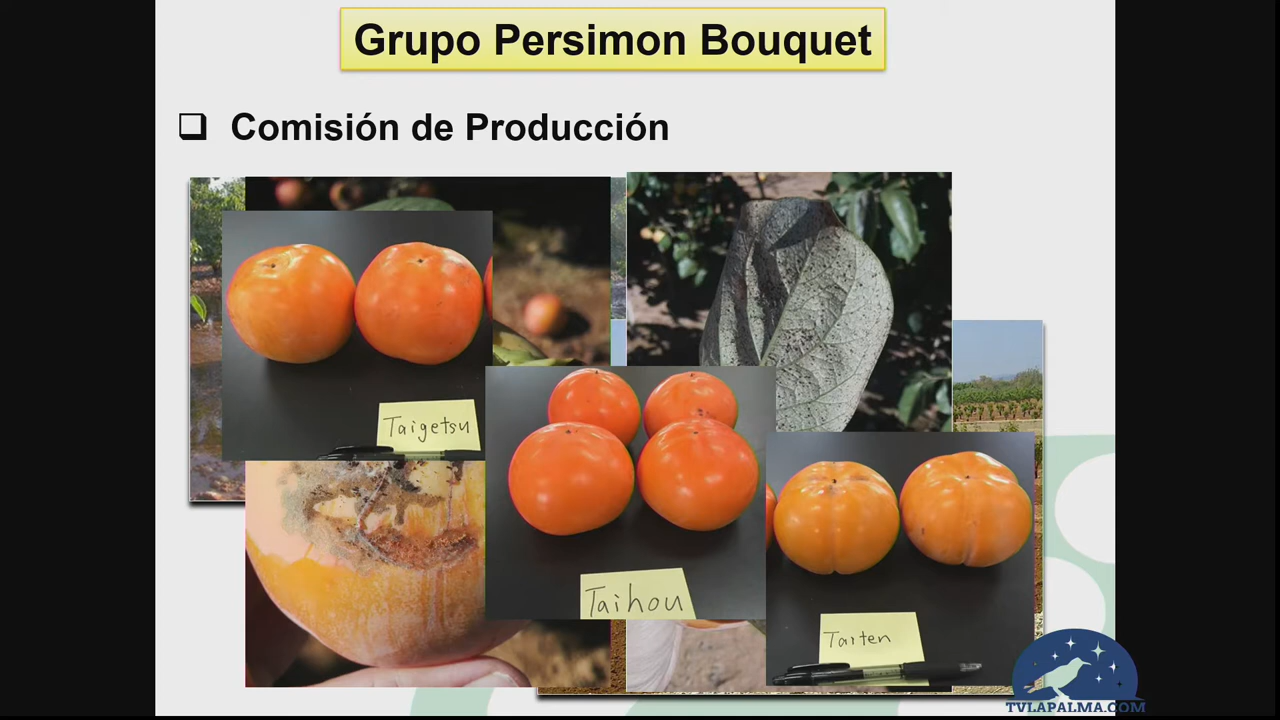 Grupo Persimon Bouquet
Comisión de Producción
Taigetsu
Taihou
Taiten
TVLAPALMA.COM